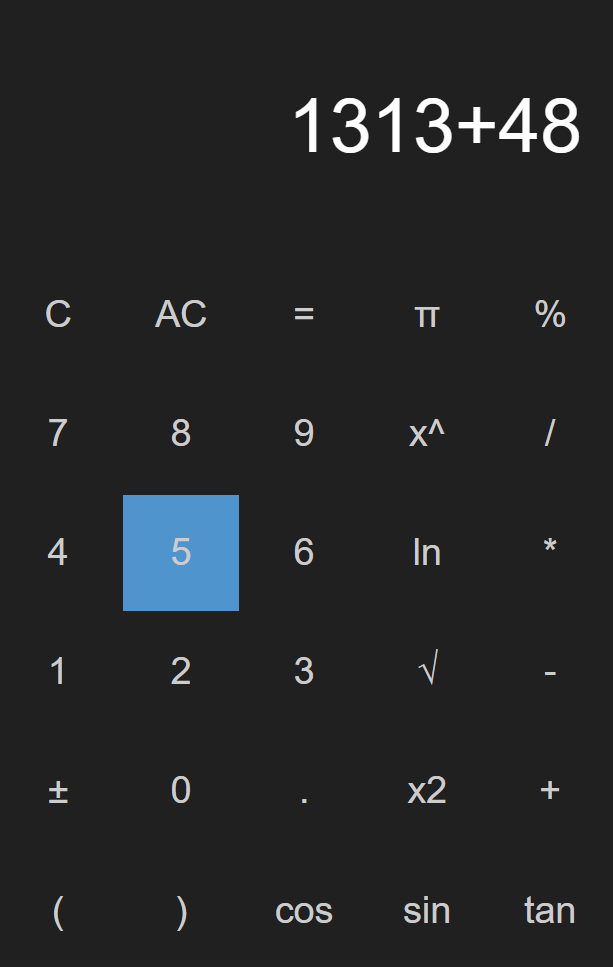 1313+48
C AC = π %
7 8 9 x^ /
4 5 6 ln *
1 2 3 √ -
± 0 . x2 +
( ) cos sin tan